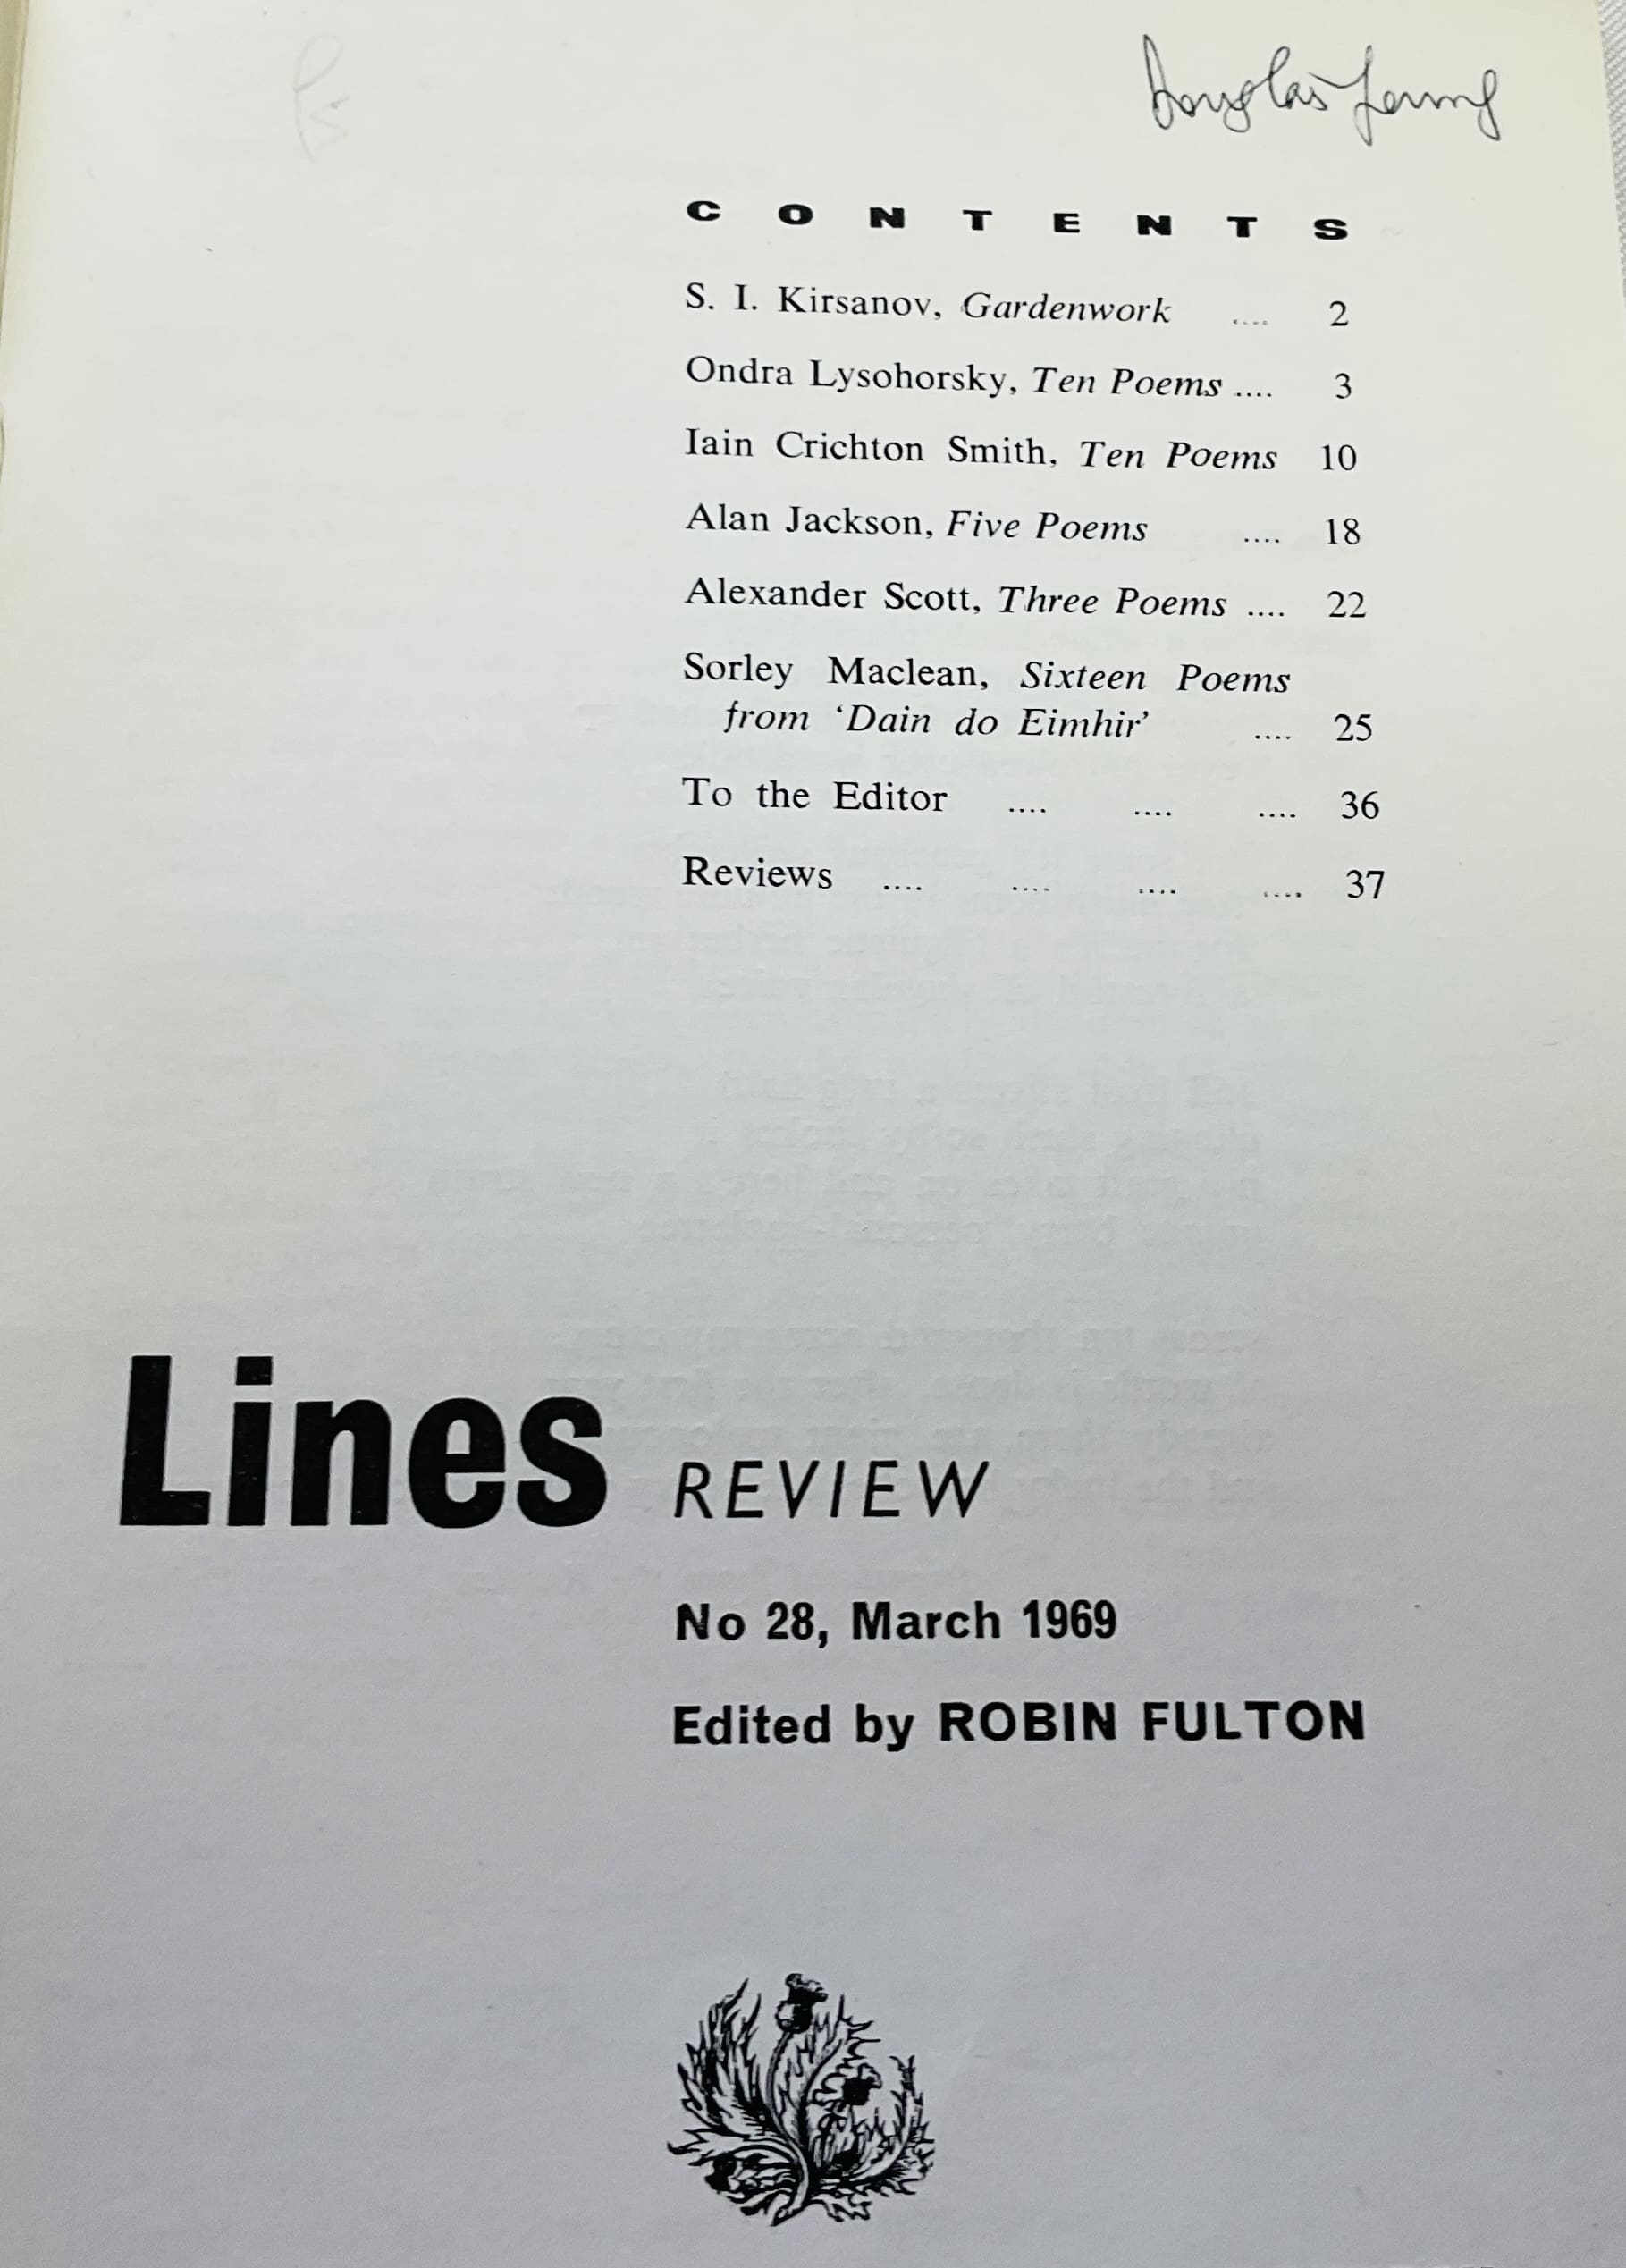 Douglas Young
CONTENTS
S. I. Kirsanov, Gardenwork .... 2
Ondra Lysohorsky, Ten Poems .... 3
Iain Crichton Smith, Ten Poems 10
Alan Jackson, Five Poems .... 18
Alexander Scott, Three Poems .... 22
Sorley Maclean, Sixteen Poems
from ‘Dain do Eimhir’ .... 25
To the Editor .... .... .... 36
Reviews .... .... .... .... 37
Lines REVIEW
No 28, March 1969
Edited by ROBIN FULTON